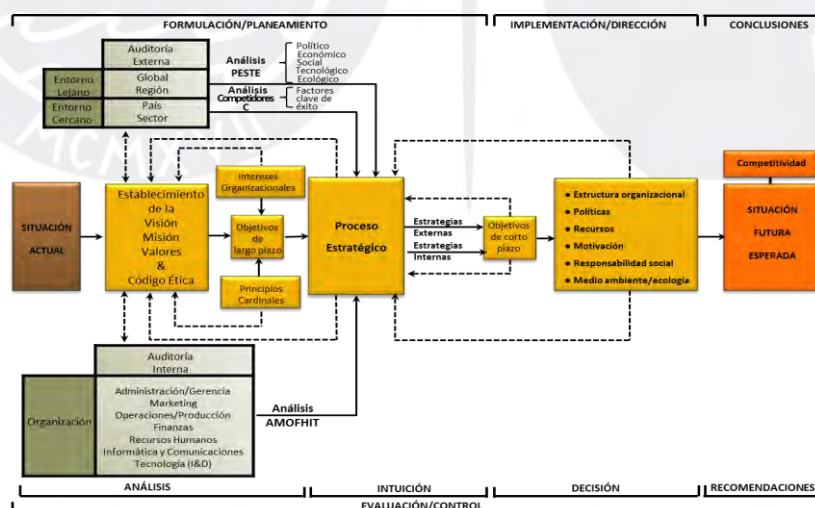 FORMULACIÓN/PLANEAMIENTO
IMPLEMENTACIÓN/DIRECCIÓN
CONCLUSIONES
Auditoría
Externa
Entorno
Lejano
Global
Región
Entorno
Cercano
País
Sector
Análisis
PESTE
Político
Económico
Social
Tecnológico
Ecológico
Análisis
Competidores
C
Factores
clave de
éxito
MCMXVII
SITUACIÓN
ACTUAL
Establecimiento
de la
Visión
Misión
Valores
&
Código Ética
Intereses
Organizacionales
Objetivos
de
largo plazo
Principios
Cardinales
Proceso
Estratégico
Estrategias
Externas
Estrategias
Internas
Objetivos
de corto
plazo
● Estructura organizacional
● Políticas
● Recursos
● Motivación
● Responsabilidad social
● Medio ambiente/ecología
Competitividad
SITUACIÓN
FUTURA
ESPERADA
Auditoría
Interna
Organización
Administración/Gerencia
Marketing
Operaciones/Producción
Finanzas
Recursos Humanos
Informática y Comunicaciones
Tecnología (I&D)
Análisis
AMOFHIT
ANÁLISIS
INTUICIÓN
DECISIÓN
RECOMENDACIONES
EVALUACIÓN/CONTROL